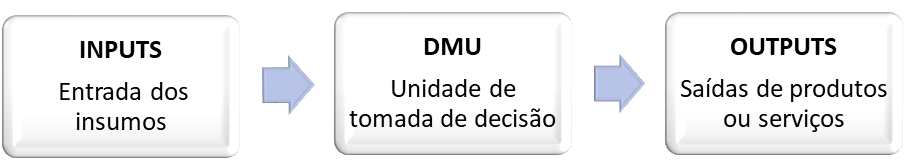 INPUTS
Entrada dos
insumos
DMU
Unidade de
tomada de decisão
OUTPUTS
Saídas de produtos
ou serviços